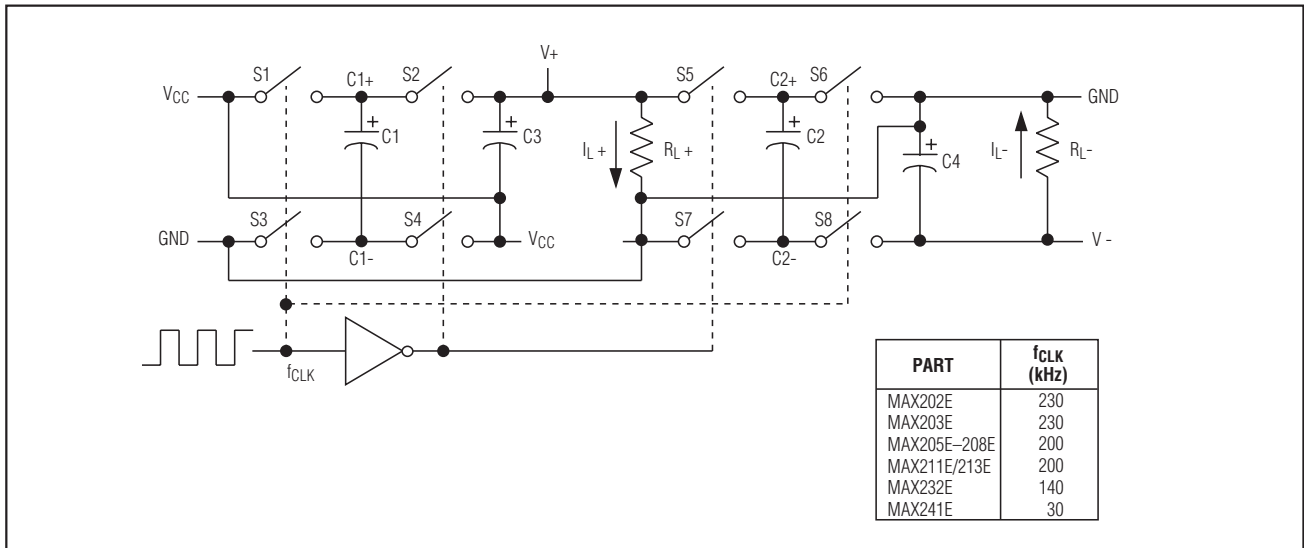 V+
S1 C1+ S2 S5 C2+ S6
VCC GND
+ C1 + C3 IL+ RL+ + C2 + C4 IL- RL-
S3 S4 S7 S8
GND C1- VCC C2- V -
fCLK
PART fCLK (kHz)
MAX202E 230
MAX203E 230
MAX205E–208E 200
MAX211E/213E 200
MAX232E 140
MAX241E 30